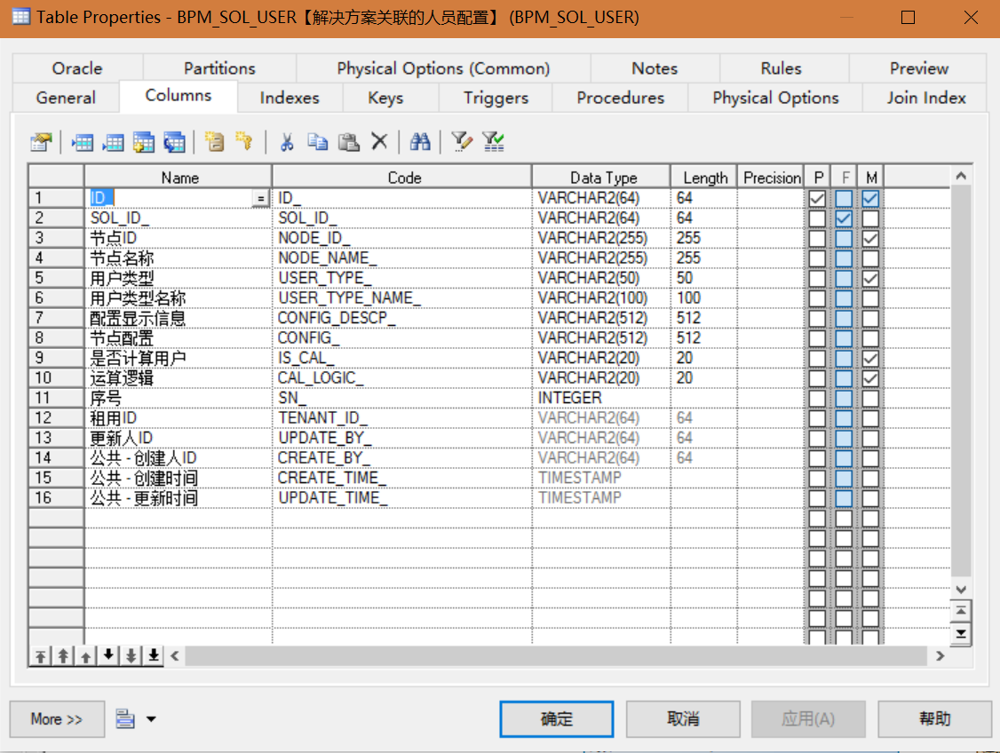 Table Properties - BPM_SOL_USER【解决方案关联的人员配置】 (BPM_SOL_USER)
Oracle Partitions Physical Options (Common) Notes Rules Preview
General Columns Indexes Keys Triggers Procedures Physical Options Join Index
Name Code Data Type Length Precision P F M
1 ID_ = ID_ VARCHAR2(64) 64
2 SOL_ID_ SOL_ID_ VARCHAR2(64) 64
3 节点ID NODE_ID_ VARCHAR2(255) 255
4 节点名称 NODE_NAME_ VARCHAR2(255) 255
5 用户类型 USER_TYPE_ VARCHAR2(50) 50
6 用户类型名称 USER_TYPE_NAME_ VARCHAR2(100) 100
7 配置显示信息 CONFIG_DESCP_ VARCHAR2(512) 512
8 节点配置 CONFIG_ VARCHAR2(512) 512
9 是否计算用户 IS_CAL_ VARCHAR2(20) 20
10 运算逻辑 CAL_LOGIC_ VARCHAR2(20) 20
11 序号 SN_ INTEGER
12 租用ID TENANT_ID_ VARCHAR2(64) 64
13 更新人ID UPDATE_BY_ VARCHAR2(64) 64
14 公共 - 创建人ID CREATE_BY_ VARCHAR2(64) 64
15 公共 - 创建时间 CREATE_TIME_ TIMESTAMP
16 公共 - 更新时间 UPDATE_TIME_ TIMESTAMP
More >> 确定 取消 应用(A) 帮助